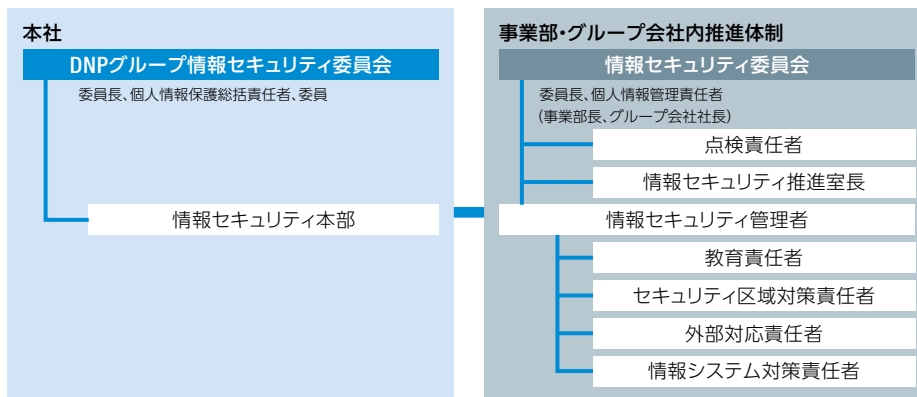 本社
DNPグループ情報セキュリティ委員会
委員長、個人情報保護総括責任者、委員
情報セキュリティ本部
事業部・グループ会社内推進体制
情報セキュリティ委員会
委員長、個人情報管理責任者
(事業部長、グループ会社社長)
点検責任者
情報セキュリティ推進室長
情報セキュリティ管理者
教育責任者
セキュリティ区域対策責任者
外部対応責任者
情報システム対策責任者